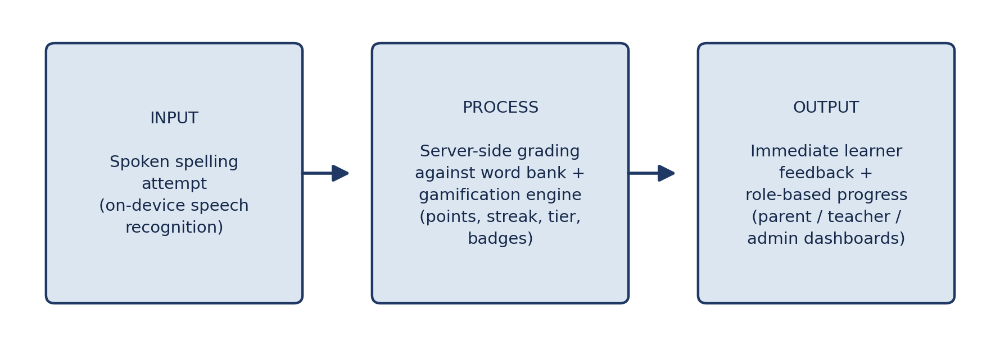 INPUT
Spoken spelling
attempt
(on-device speech
recognition)
PROCESS
Server-side grading
against word bank +
gamification engine
(points, streak, tier,
badges)
OUTPUT
Immediate learner
feedback +
role-based progress
(parent / teacher /
admin dashboards)